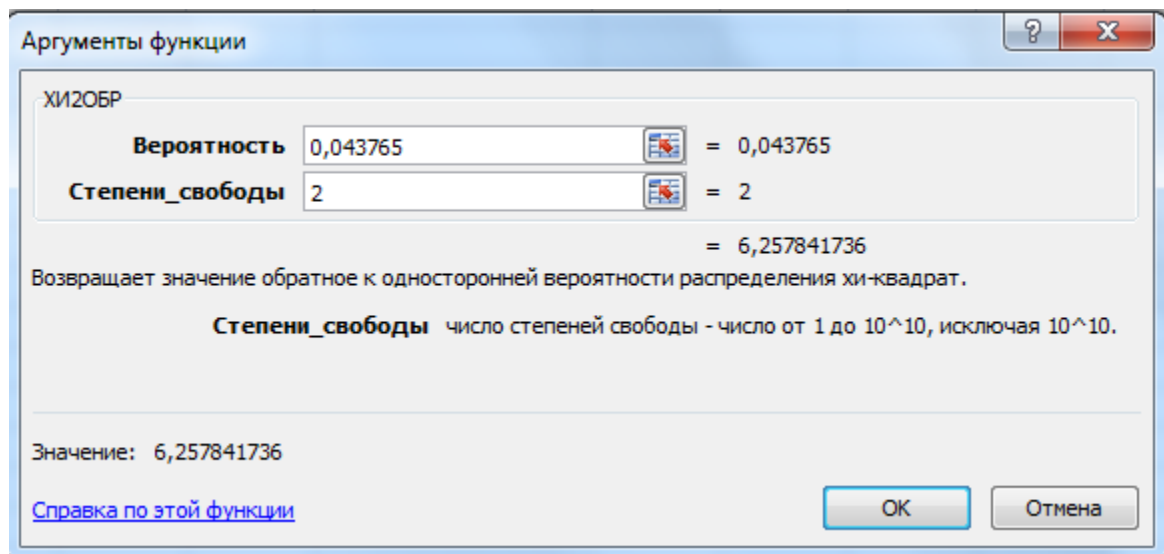 Аргументы функции
ХИ2ОБР
Вероятность 0,043765 = 0,043765
Степени_свободы 2 = 2
= 6,257841736
Возвращает значение обратное к односторонней вероятности распределения хи-квадрат.
Степени_свободы число степеней свободы - число от 1 до 10^10, исключая 10^10.
Значение: 6,257841736
Справка по этой функции
ОК Отмена